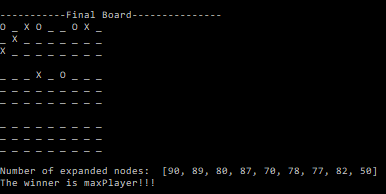 -----------Final Board---------------
O _ X O _ _ O X _
_ X _ _ _ _ _ _ _
X _ _ _ _ _ _ _ _
_ _ _ X _ O _ _ _
_ _ _ _ _ _ _ _ _
_ _ _ _ _ _ _ _ _
_ _ _ _ _ _ _ _ _
_ _ _ _ _ _ _ _ _
_ _ _ _ _ _ _ _ _
Number of expanded nodes:  [90, 89, 80, 87, 70, 78, 77, 82, 50]
The winner is maxPlayer!!!